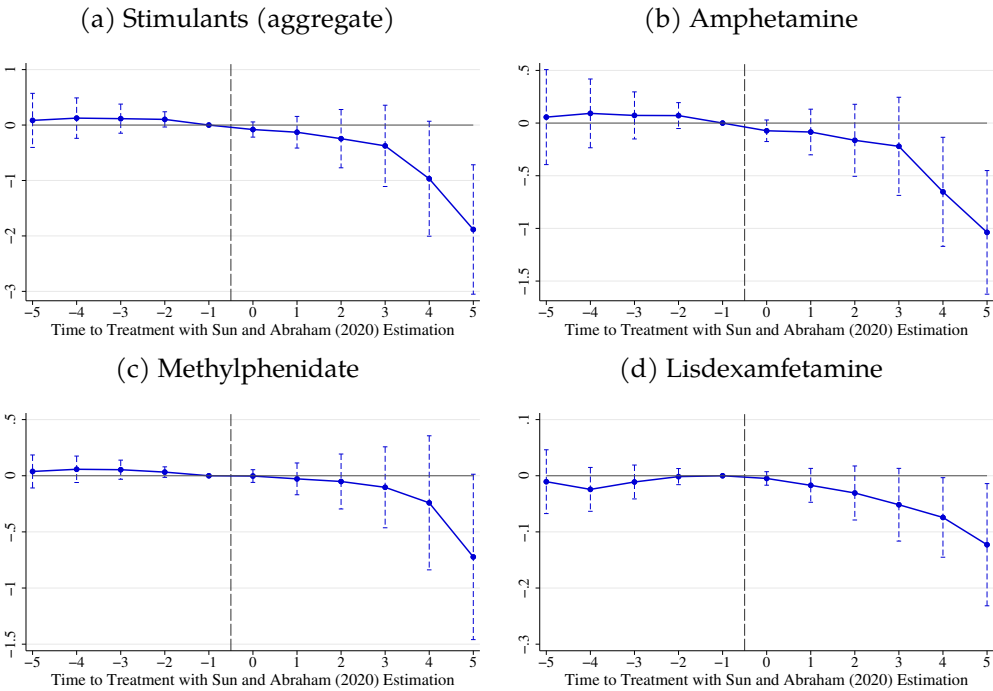 (a) Stimulants (aggregate)
.1
0
−.1
−.2
−.3
−5 −4 −3 −2 −1 0 1 2 3 4 5
Time to Treatment with Sun and Abraham (2020) Estimation
(b) Amphetamine
.5
0
−.5
−1
−1.5
−5 −4 −3 −2 −1 0 1 2 3 4 5
Time to Treatment with Sun and Abraham (2020) Estimation
(c) Methylphenidate
.5
0
−.5
−1
−1.5
−5 −4 −3 −2 −1 0 1 2 3 4 5
Time to Treatment with Sun and Abraham (2020) Estimation
(d) Lisdexamfetamine
.1
0
−.1
−.2
−.3
−5 −4 −3 −2 −1 0 1 2 3 4 5
Time to Treatment with Sun and Abraham (2020) Estimation